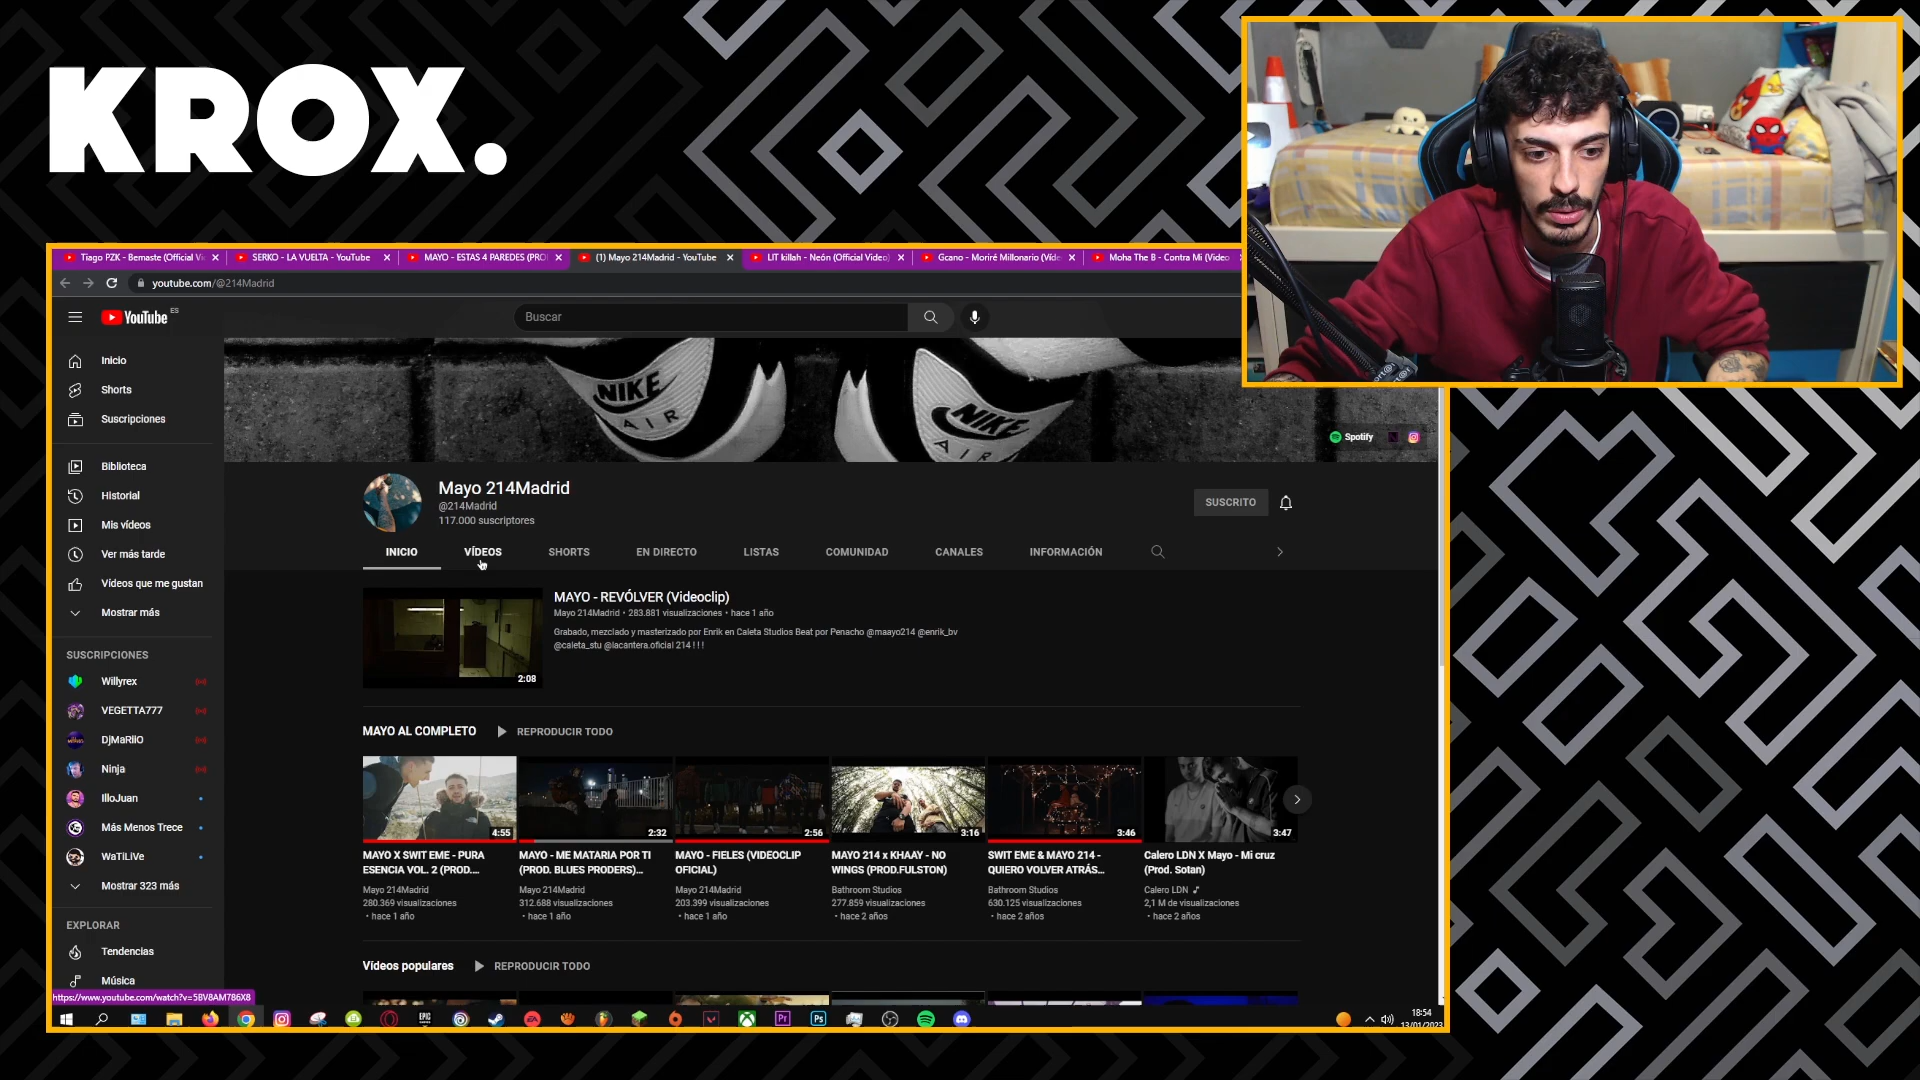 KROX.
Tiago PZK - Bemaste (Official Vi
SERKO - LA VUELTA - YouTube
MAYO - ESTAS 4 PAREDES (PRO
(1) Mayo 214Madrid - YouTube
LIT killah - Neón (Official Video)
Gcano - Moriré Millonario (Víde
Moha The B - Contra Mi (Video
youtube.com/@214Madrid
YouTube ES
Buscar
Inicio
Shorts
Suscripciones
Biblioteca
Historial
Mis vídeos
Ver más tarde
Vídeos que me gustan
Mostrar más
SUSCRIPCIONES
Willyrex
VEGETTA777
DjMaRiiO
Ninja
IlloJuan
Más Menos Trece
WaTiLiVe
Mostrar 323 más
EXPLORAR
Tendencias
Música
https://www.youtube.com/watch?v=5BV8AM786X8
NIKE
AIR
NIKE
AIR
Spotify
Mayo 214Madrid
@214Madrid
117.000 suscriptores
SUSCRITO
INICIO
VÍDEOS
SHORTS
EN DIRECTO
LISTAS
COMUNIDAD
CANALES
INFORMACIÓN
2:08
MAYO - REVÓLVER (Videoclip)
Mayo 214Madrid • 283.881 visualizaciones • hace 1 año
Grabado, mezclado y masterizado por Enrik en Caleta Studios Beat por Penacho @maayo214 @enrik_bv
@caleta_stu @lacantera.oficial 214 ! ! !
MAYO AL COMPLETO
REPRODUCIR TODO
4:55
MAYO X SWIT EME - PURA
ESENCIA VOL. 2 (PROD....
Mayo 214Madrid
280.369 visualizaciones
• hace 1 año
2:32
MAYO - ME MATARIA POR TI
(PROD. BLUES PRODERS)...
Mayo 214Madrid
312.688 visualizaciones
• hace 1 año
2:56
MAYO - FIELES (VIDEOCLIP
OFICIAL)
Mayo 214Madrid
203.399 visualizaciones
• hace 1 año
3:16
MAYO 214 x KHAAY - NO
WINGS (PROD.FULSTON)
Bathroom Studios
277.859 visualizaciones
• hace 2 años
3:46
SWIT EME & MAYO 214 -
QUIERO VOLVER ATRÁS...
Bathroom Studios
630.125 visualizaciones
• hace 2 años
3:47
Calero LDN X Mayo - Mi cruz
(Prod. Sotan)
Calero LDN
2,1 M de visualizaciones
• hace 2 años
Vídeos populares
REPRODUCIR TODO
EPIC
EA
Pr
Ps
18:54
13/01/2023